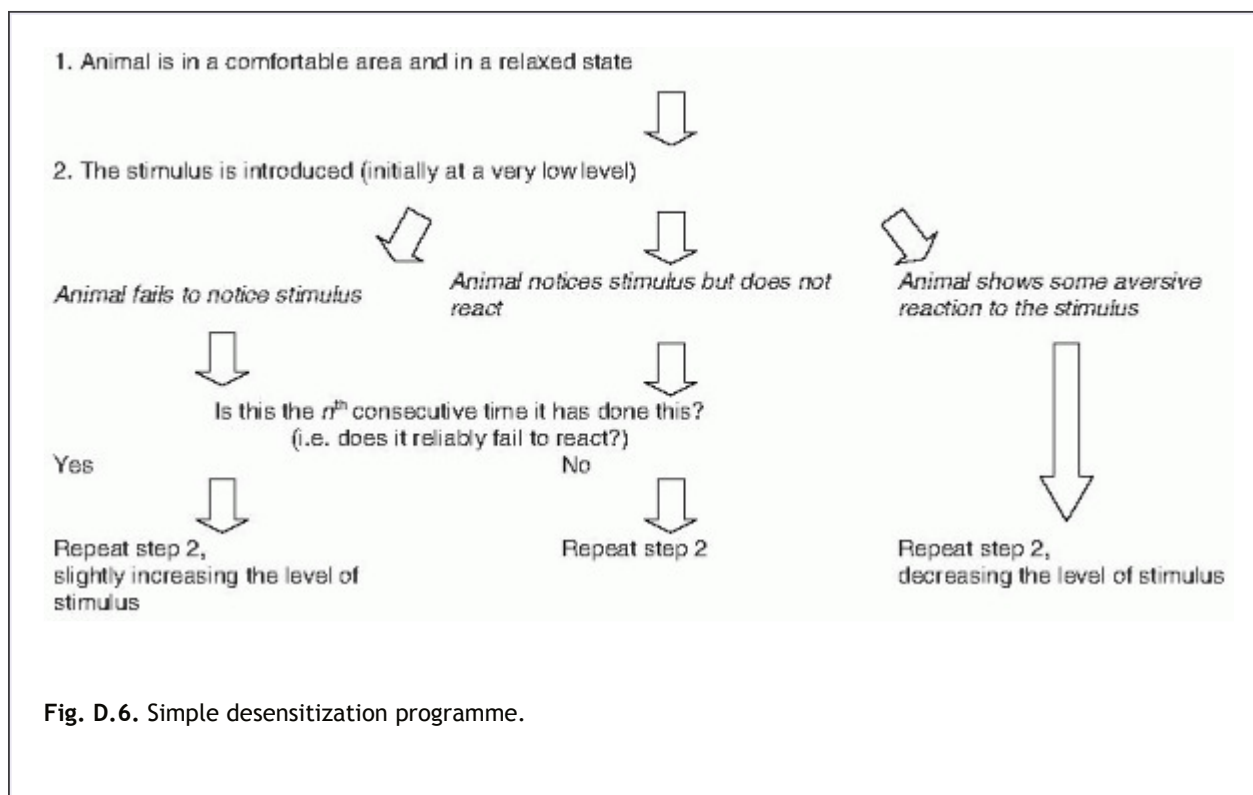 1. Animal is in a comfortable area and in a relaxed state
2. The stimulus is introduced (initially at a very low level)
Animal fails to notice stimulus
Animal notices stimulus but does not
react
Animal shows some aversive
reaction to the stimulus
Is this the nth consecutive time it has done this?
(i.e. does it reliably fail to react?)
Yes
No
Repeat step 2,
slightly increasing the level of
stimulus
Repeat step 2
Repeat step 2,
decreasing the level of stimulus
Fig. D.6. Simple desensitization programme.